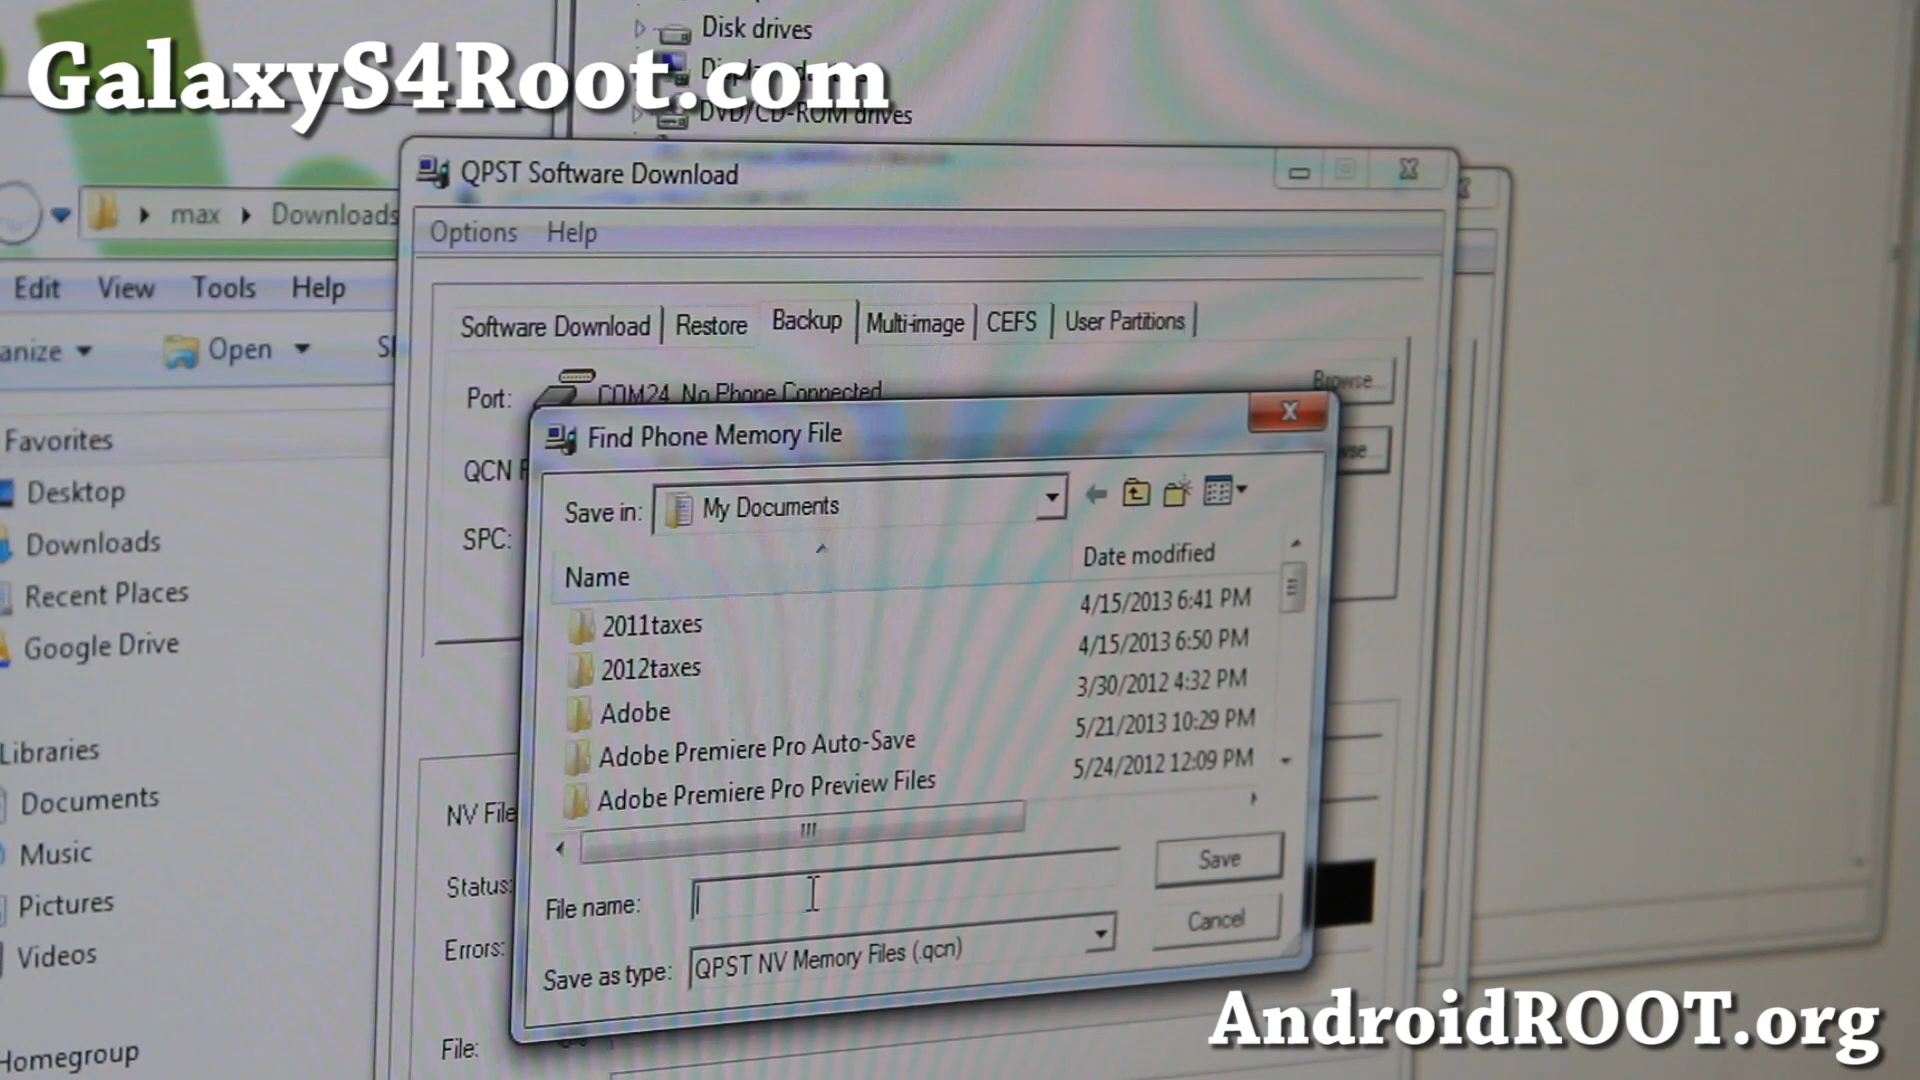 GalaxyS4Root.com
Disk drives
DVD/CD-ROM drives
QPST Software Download
max
Downloads
Options
Help
Edit
View
Tools
Help
Software Download
Restore
Backup
Multi-image
CEFS
User Partitions
Open
Port:
COM24 No Phone Connected
Browse...
Favorites
Find Phone Memory File
QCN
Desktop
Save in:
My Documents
SPC:
Downloads
Name
Date modified
Recent Places
2011taxes
4/15/2013 6:41 PM
Google Drive
2012taxes
4/15/2013 6:50 PM
Adobe
3/30/2012 4:32 PM
Adobe Premiere Pro Auto-Save
5/21/2013 10:29 PM
Libraries
Adobe Premiere Pro Preview Files
5/24/2012 12:09 PM
Documents
NV File
Music
Save
Status:
File name:
Pictures
Cancel
Errors:
Videos
Save as type:
QPST NV Memory Files (.qcn)
AndroidROOT.org
File:
Homegroup